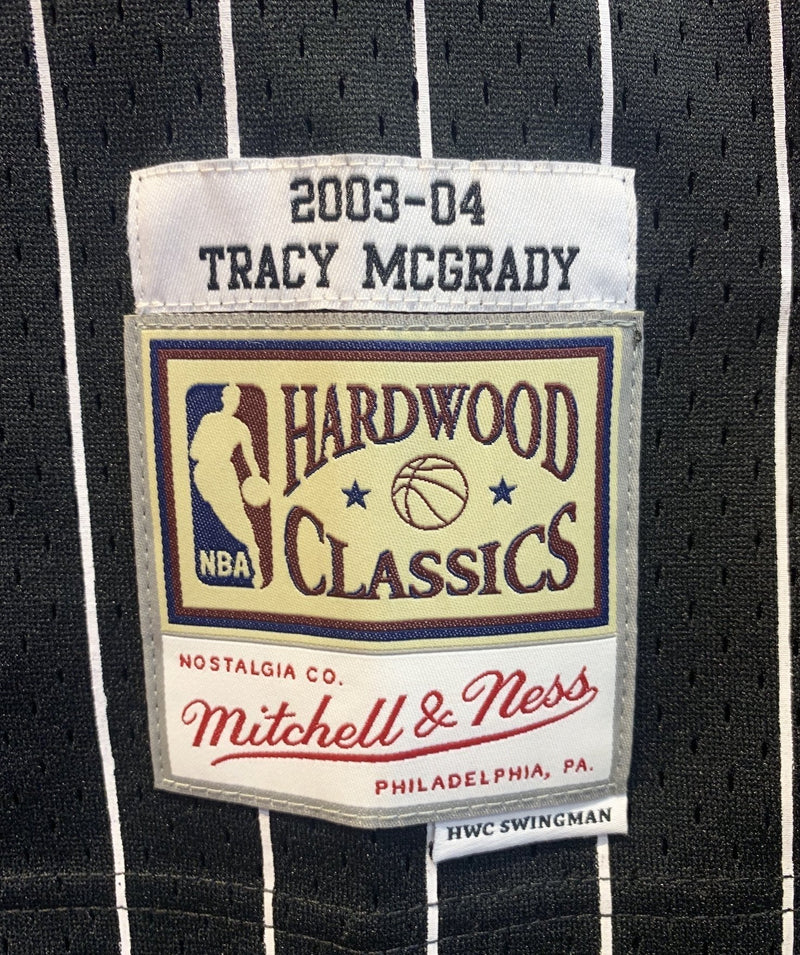 2003-04
TRACY MCGRADY
HARDWOOD
CLASSICS
NBA
NOSTALGIA CO.
Mitchell & Ness
PHILADELPHIA, PA.
HWC SWINGMAN